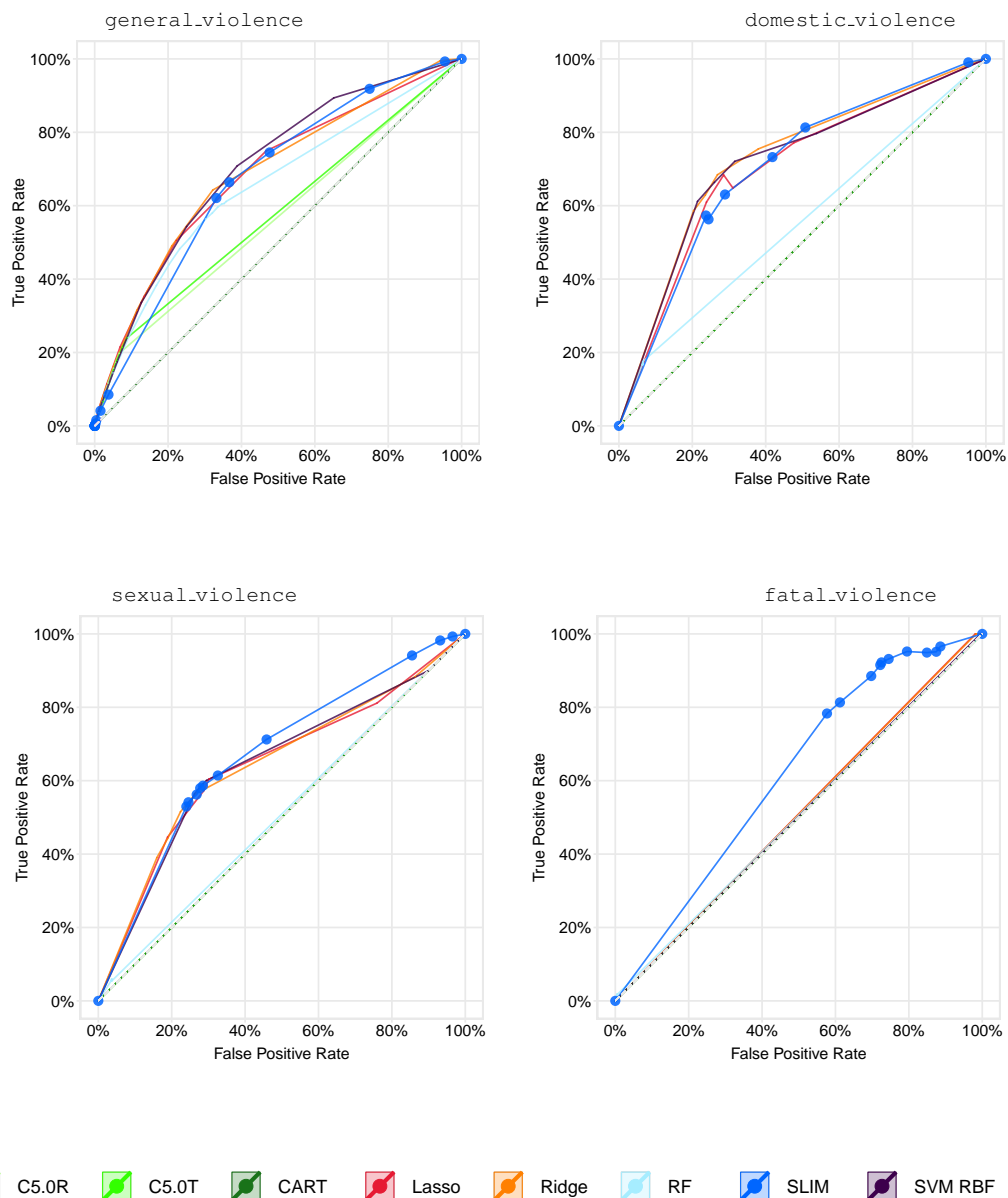 general_violence
100%
80%
60%
40%
20%
0%
True Positive Rate
0% 20% 40% 60% 80% 100%
False Positive Rate
domestic_violence
100%
80%
60%
40%
20%
0%
True Positive Rate
0% 20% 40% 60% 80% 100%
False Positive Rate
sexual_violence
100%
80%
60%
40%
20%
0%
True Positive Rate
0% 20% 40% 60% 80% 100%
False Positive Rate
fatal_violence
100%
80%
60%
40%
20%
0%
True Positive Rate
0% 20% 40% 60% 80% 100%
False Positive Rate
C5.0R C5.0T CART Lasso Ridge RF SLIM SVM RBF